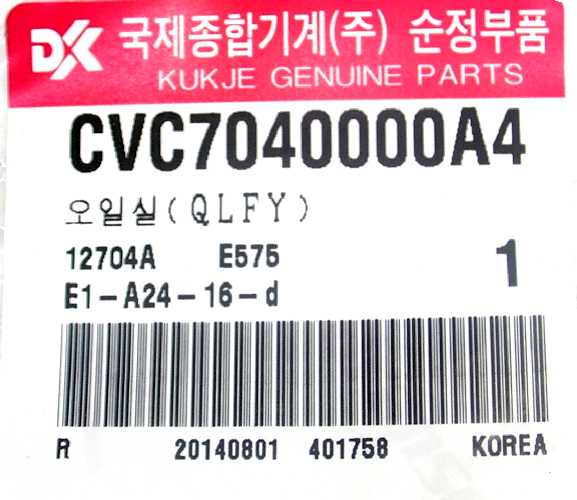 DK 국제종합기계(주) 순정부품
KUKJE GENUINE PARTS
CVC7040000A4
오일실(QLFY)
12704A E575 1
E1-A24-16-d
R 20140801 401758 KOREA